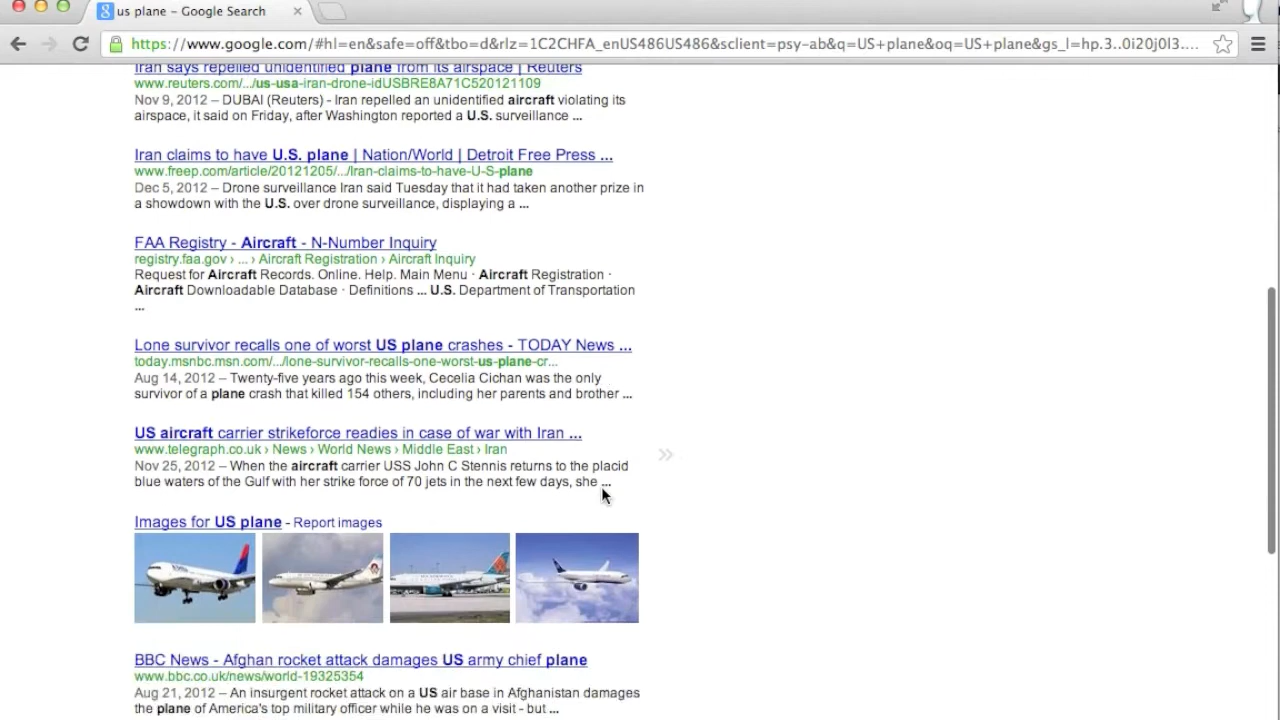 us plane – Google Search
https://www.google.com/#hl=en&safe=off&tbo=d&rlz=1C2CHFA_enUS486US486&sclient=psy-ab&q=US+plane&oq=US+plane&gs_l=hp.3..0i20j0l3....
Iran says repelled unidentified plane from its airspace | Reuters
www.reuters.com/.../us-usa-iran-drone-idUSBRE8A71C520121109
Nov 9, 2012 – DUBAI (Reuters) - Iran repelled an unidentified aircraft violating its
airspace, it said on Friday, after Washington reported a U.S. surveillance ...
Iran claims to have U.S. plane | Nation/World | Detroit Free Press ...
www.freep.com/article/20121205/.../Iran-claims-to-have-U-S-plane
Dec 5, 2012 – Drone surveillance Iran said Tuesday that it had taken another prize in
a showdown with the U.S. over drone surveillance, displaying a ...
FAA Registry - Aircraft - N-Number Inquiry
registry.faa.gov › ... › Aircraft Registration › Aircraft Inquiry
Request for Aircraft Records. Online. Help. Main Menu · Aircraft Registration ·
Aircraft Downloadable Database · Definitions ... U.S. Department of Transportation
...
Lone survivor recalls one of worst US plane crashes - TODAY News ...
today.msnbc.msn.com/.../lone-survivor-recalls-one-worst-us-plane-cr...
Aug 14, 2012 – Twenty-five years ago this week, Cecelia Cichan was the only
survivor of a plane crash that killed 154 others, including her parents and brother ...
US aircraft carrier strikeforce readies in case of war with Iran ...
www.telegraph.co.uk › News › World News › Middle East › Iran
Nov 25, 2012 – When the aircraft carrier USS John C Stennis returns to the placid
blue waters of the Gulf with her strike force of 70 jets in the next few days, she ...
Images for US plane - Report images
BBC News - Afghan rocket attack damages US army chief plane
www.bbc.co.uk/news/world-19325354
Aug 21, 2012 – An insurgent rocket attack on a US air base in Afghanistan damages
the plane of America's top military officer while he was on a visit - but ...